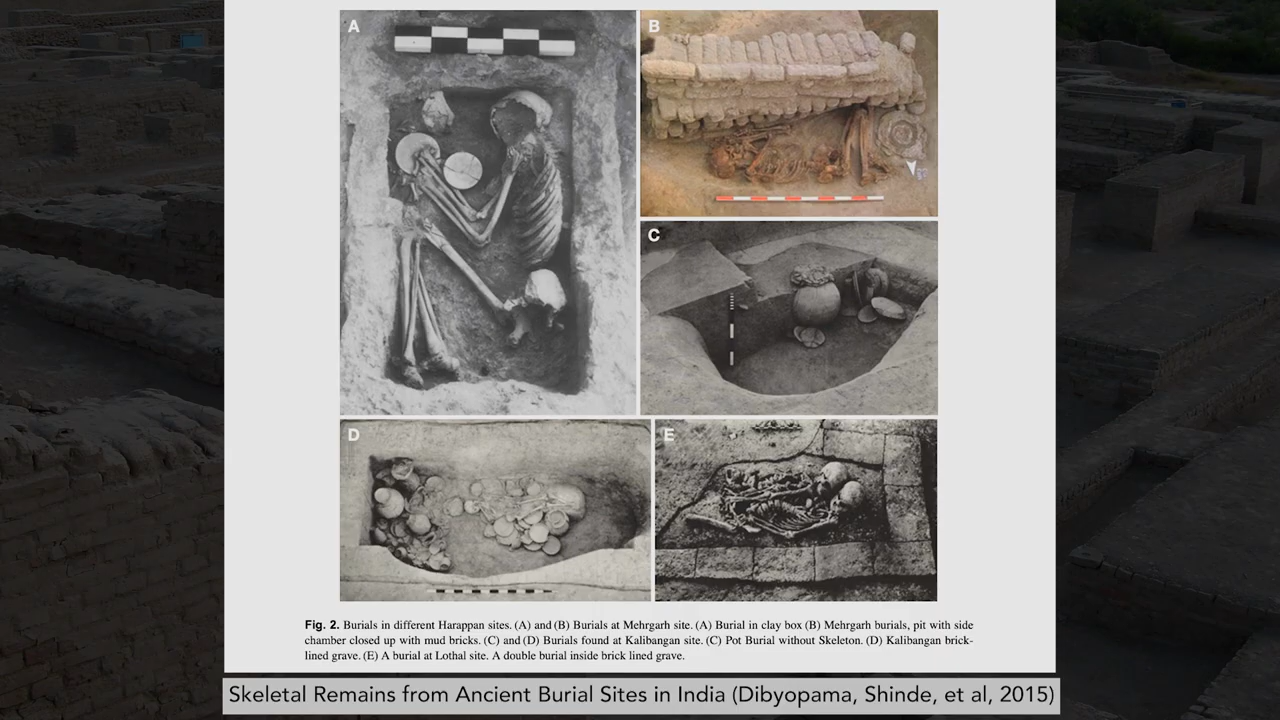 A
B
C
D
E
Fig. 2. Burials in different Harappan sites. (A) and (B) Burials at Mehrgarh site. (A) Burial in clay box (B) Mehrgarh burials, pit with side
chamber closed up with mud bricks. (C) and (D) Burials found at Kalibangan site. (C) Pot Burial without Skeleton. (D) Kalibangan brick-
lined grave. (E) A burial at Lothal site. A double burial inside brick lined grave.
Skeletal Remains from Ancient Burial Sites in India (Dibyopama, Shinde, et al, 2015)